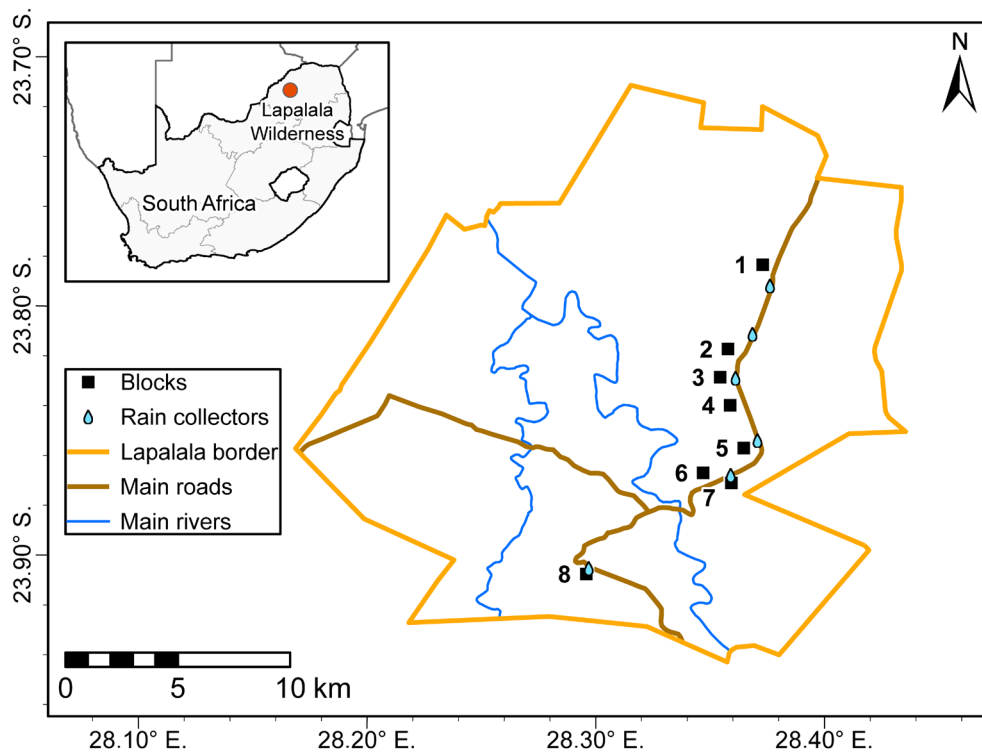 23.70° S.
23.80° S.
23.90° S.
N
Lapalala
Wilderness
South Africa
1
2
3
4
5
6
7
8
Blocks
Rain collectors
Lapalala border
Main roads
Main rivers
0 5 10 km
28.10° E. 28.20° E. 28.30° E. 28.40° E.